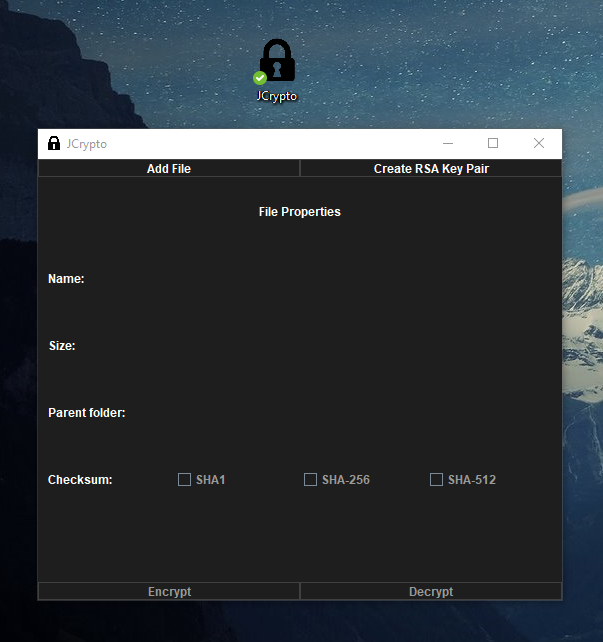 JCrypto
JCrypto
Add File
Create RSA Key Pair
File Properties
Name:
Size:
Parent folder:
Checksum: SHA1 SHA-256 SHA-512
Encrypt
Decrypt